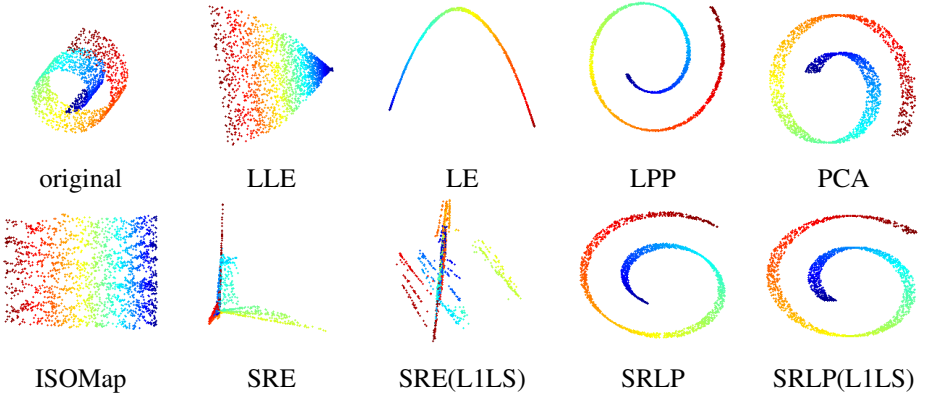 original LLE LE LPP PCA
ISOMap SRE SRE(L1LS) SRLP SRLP(L1LS)